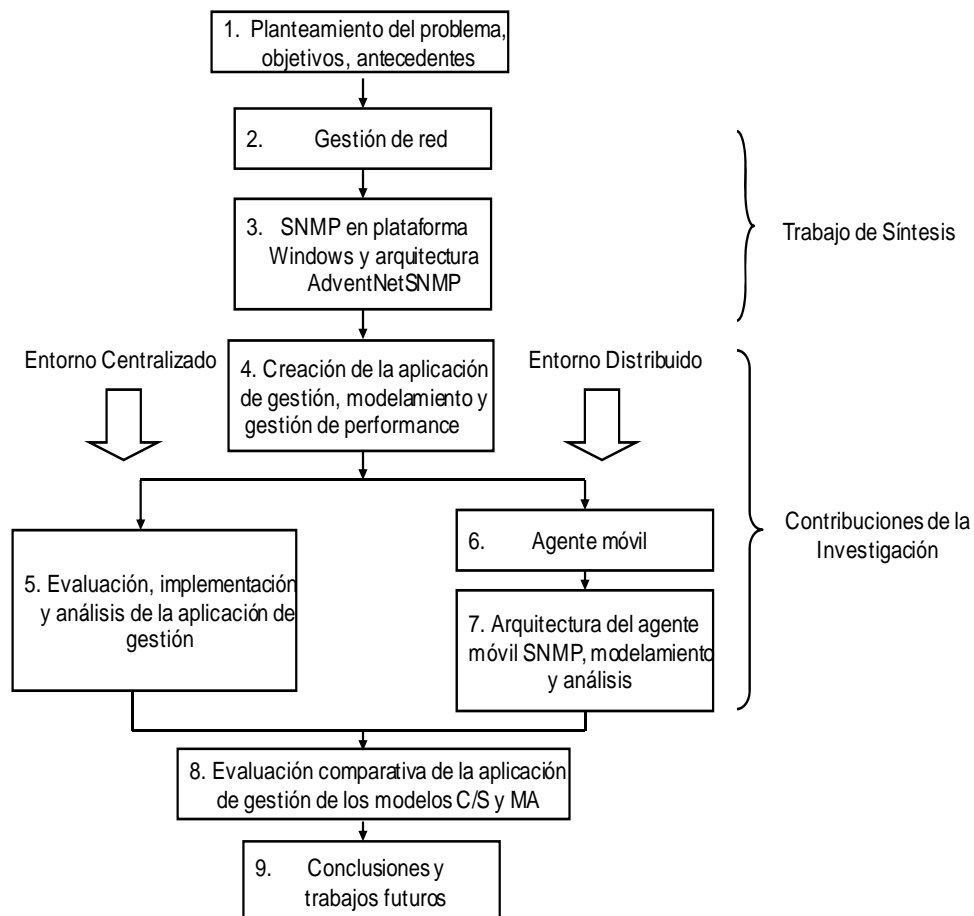 1. Planteamiento del problema,
objetivos, antecedentes
2. Gestión de red
3. SNMP en plataforma
Windows y arquitectura
AdventNetSNMP
Trabajo de Síntesis
Entorno Centralizado
4. Creación de la aplicación
de gestión, modelamiento y
gestión de performance
Entorno Distribuido
5. Evaluación, implementación
y análisis de la aplicación de
gestión
6. Agente móvil
7. Arquitectura del agente
móvil SNMP, modelamiento
y análisis
Contribuciones de la
Investigación
8. Evaluación comparativa de la aplicación
de gestión de los modelos C/S y MA
9. Conclusiones y
trabajos futuros